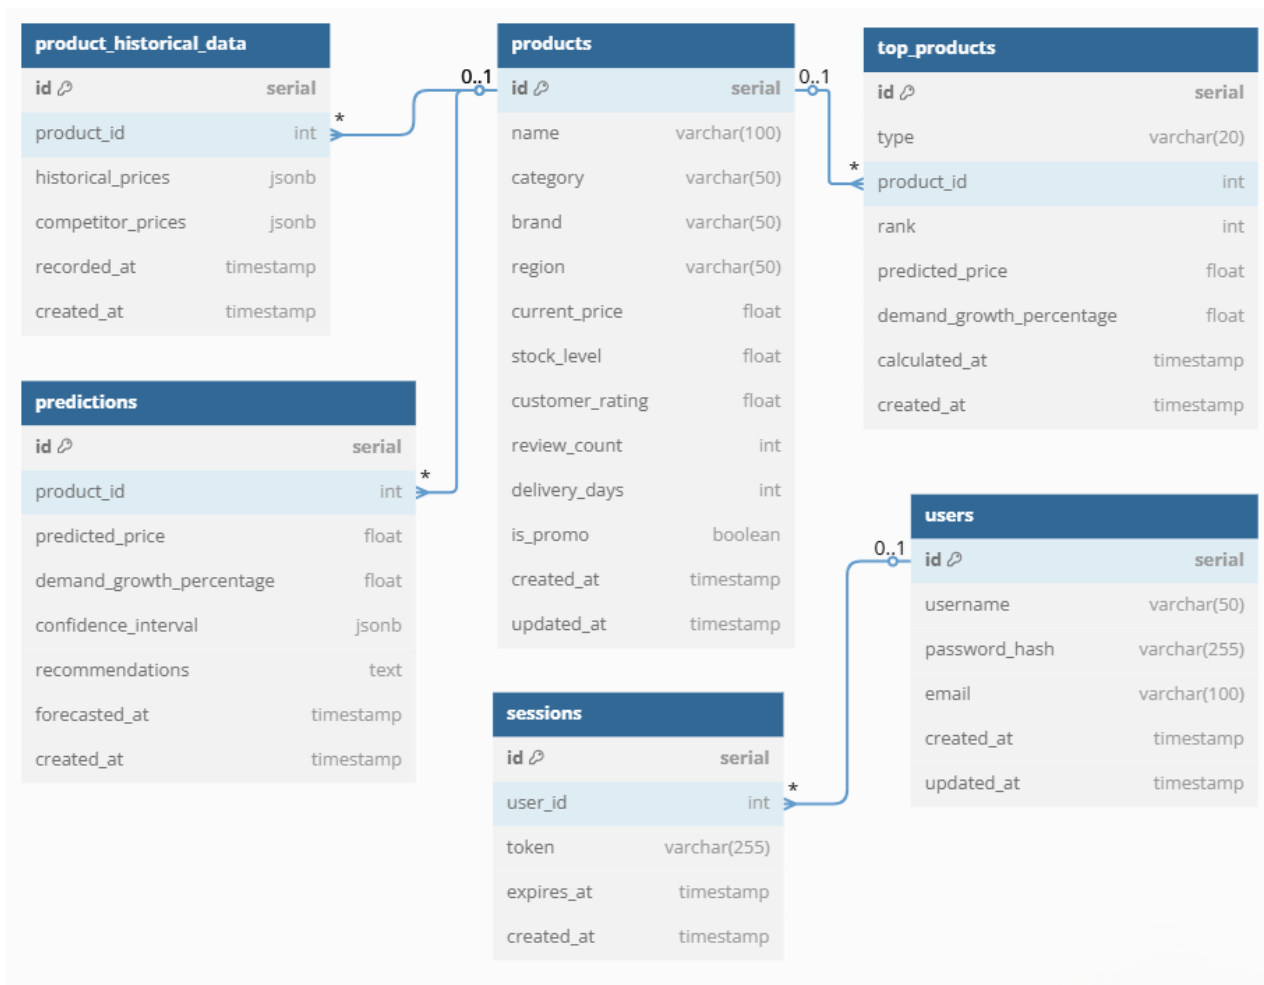 product_historical_data
id serial
* 
product_id int
historical_prices jsonb
competitor_prices jsonb
recorded_at timestamp
created_at timestamp
predictions
id serial
*
product_id int
predicted_price float
demand_growth_percentage float
confidence_interval jsonb
recommendations text
forecasted_at timestamp
created_at timestamp
products
0..1
id serial
0..1
name varchar(100)
category varchar(50)
brand varchar(50)
region varchar(50)
current_price float
stock_level float
customer_rating float
review_count int
delivery_days int
is_promo boolean
created_at timestamp
updated_at timestamp
top_products
id serial
type varchar(20)
*
product_id int
rank int
predicted_price float
demand_growth_percentage float
calculated_at timestamp
created_at timestamp
users
0..1
id serial
username varchar(50)
password_hash varchar(255)
email varchar(100)
created_at timestamp
updated_at timestamp
sessions
id serial
*
user_id int
token varchar(255)
expires_at timestamp
created_at timestamp